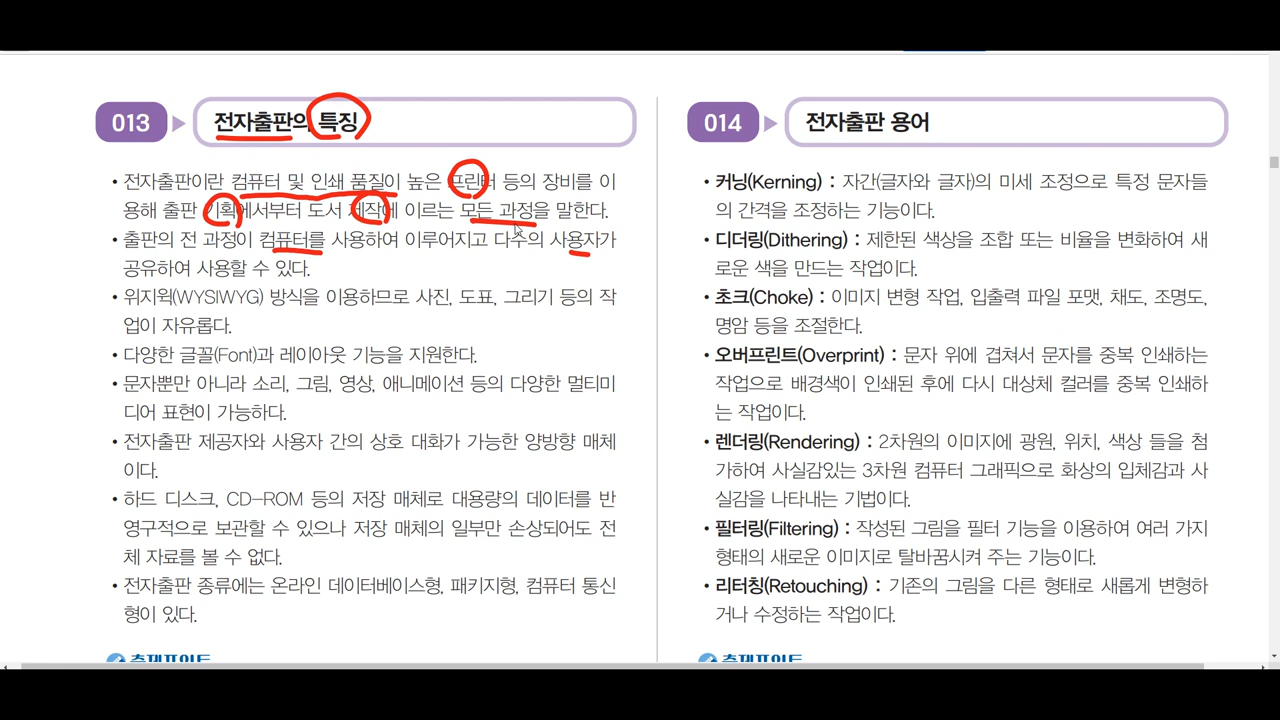 013
전자출판의 특징
• 전자출판이란 컴퓨터 및 인쇄 품질이 높은 프린터 등의 장비를 이
용해 출판 기획에서부터 도서 제작에 이르는 모든 과정을 말한다.
• 출판의 전 과정이 컴퓨터를 사용하여 이루어지고 다수의 사용자가
공유하여 사용할 수 있다.
• 위지윅(WYSIWYG) 방식을 이용하므로 사진, 도표, 그리기 등의 작
업이 자유롭다.
• 다양한 글꼴(Font)과 레이아웃 기능을 지원한다.
• 문자뿐만 아니라 소리, 그림, 영상, 애니메이션 등의 다양한 멀티미
디어 표현이 가능하다.
• 전자출판 제공자와 사용자 간의 상호 대화가 가능한 양방향 매체
이다.
• 하드 디스크, CD-ROM 등의 저장 매체로 대용량의 데이터를 반
영구적으로 보관할 수 있으나 저장 매체의 일부만 손상되어도 전
체 자료를 볼 수 없다.
• 전자출판 종류에는 온라인 데이터베이스형, 패키지형, 컴퓨터 통신
형이 있다.
출제포인트
014
전자출판 용어
• 커닝(Kerning) : 자간(글자와 글자)의 미세 조정으로 특정 문자들
의 간격을 조정하는 기능이다.
• 디더링(Dithering) : 제한된 색상을 조합 또는 비율을 변화하여 새
로운 색을 만드는 작업이다.
• 초크(Choke) : 이미지 변형 작업, 입출력 파일 포맷, 채도, 조명도,
명암 등을 조절한다.
• 오버프린트(Overprint) : 문자 위에 겹쳐서 문자를 중복 인쇄하는
작업으로 배경색이 인쇄된 후에 다시 대상체 컬러를 중복 인쇄하
는 작업이다.
• 렌더링(Rendering) : 2차원의 이미지에 광원, 위치, 색상 들을 첨
가하여 사실감있는 3차원 컴퓨터 그래픽으로 화상의 입체감과 사
실감을 나타내는 기법이다.
• 필터링(Filtering) : 작성된 그림을 필터 기능을 이용하여 여러 가지
형태의 새로운 이미지로 탈바꿈시켜 주는 기능이다.
• 리터칭(Retouching) : 기존의 그림을 다른 형태로 새롭게 변형하
거나 수정하는 작업이다.
출제포인트